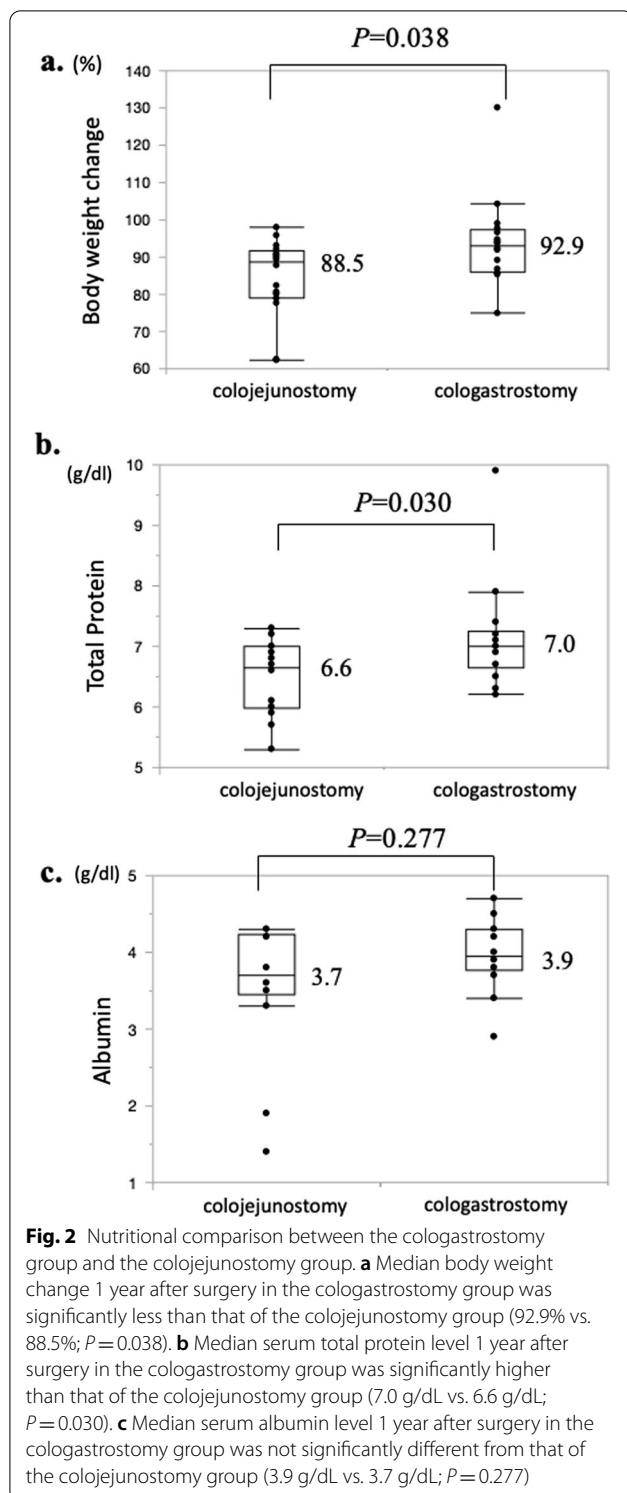 P=0.038
a. (%)
140
130
120
110
100
90
80
70
60
Body weight change
88.5
92.9
colojejunostomy cologastrostomy
b.
(g/dl)
10
9
8
7
6
5
P=0.030
Total Protein
6.6
7.0
colojejunostomy cologastrostomy
P=0.277
c. (g/dl)
5
4
3
2
1
Albumin
3.7
3.9
colojejunostomy cologastrostomy
Fig. 2 Nutritional comparison between the cologastrostomy
group and the colojejunostomy group. a Median body weight
change 1 year after surgery in the cologastrostomy group was
significantly less than that of the colojejunostomy group (92.9% vs.
88.5%; P = 0.038). b Median serum total protein level 1 year after
surgery in the cologastrostomy group was significantly higher
than that of the colojejunostomy group (7.0 g/dL vs. 6.6 g/dL;
P = 0.030). c Median serum albumin level 1 year after surgery in the
cologastrostomy group was not significantly different from that of
the colojejunostomy group (3.9 g/dL vs. 3.7 g/dL; P = 0.277)